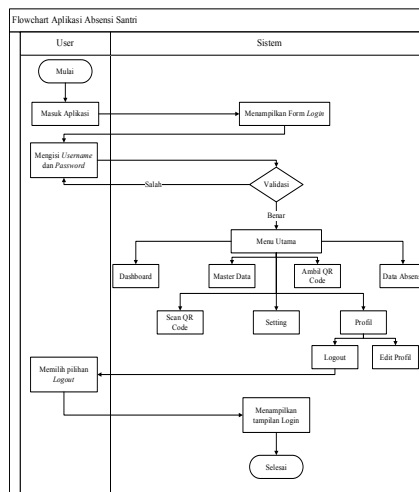 Flowchart Aplikasi Absensi Santri
User
Sistem
Mulai
Masuk Aplikasi
Menampilkan Form Login
Mengisi Username
dan Password
Salah
Validasi
Benar
Menu Utama
Dashboard
Master Data
Ambil QR
Code
Data Absensi
Scan QR
Code
Setting
Profil
Logout
Edit Profil
Memilih pilihan
Logout
Menampilkan
tampilan Login
Selesai